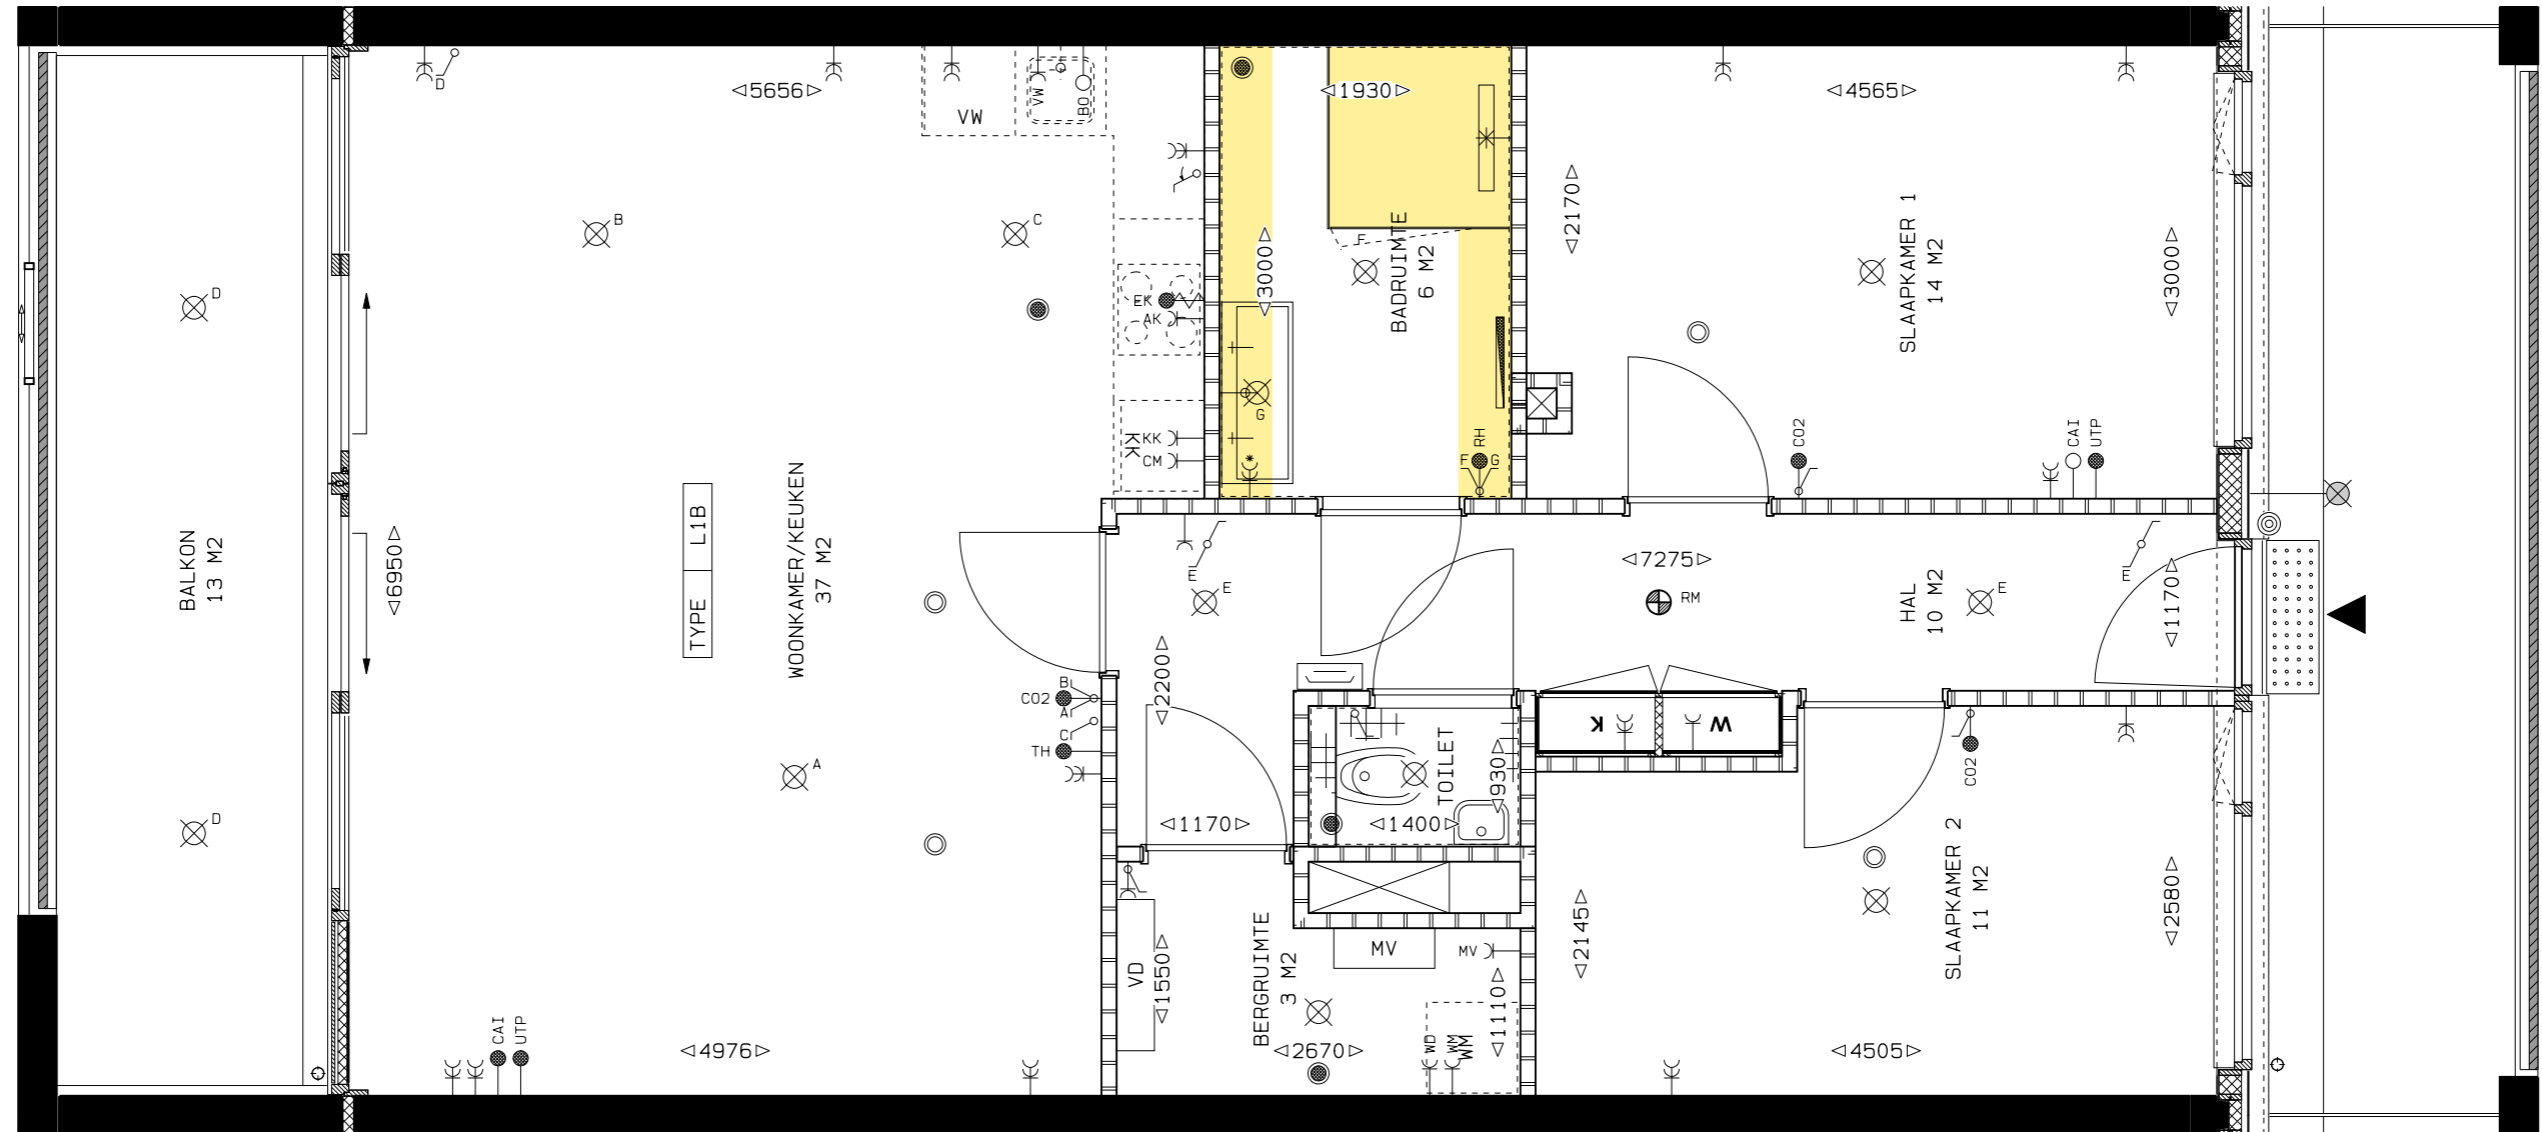 D
VW
VW
BO
5656
1930
4565
B
C
2170
3000
F
BADRUIMTE
6 M2
SLAAPKAMER 1
14 M2
3000
D
EK
AK
G
KK
KK
CM
*
F
RH
G
CO2
CAI
UTP
BALKON
13 M2
6950
TYPE L1B
WOONKAMER/KEUKEN
37 M2
E
E
7275
RM
HAL
10 M2
E
E
1170
2200
B
CO2
A
C
TH
A
K
W
TOILET
930
1400
1170
CO2
D
SLAAPKAMER 2
11 M2
2580
2145
BERGRUIMTE
3 M2
VD
1550
MV
MV
1110
WD
WM
WM
CAI
UTP
4976
2670
4505